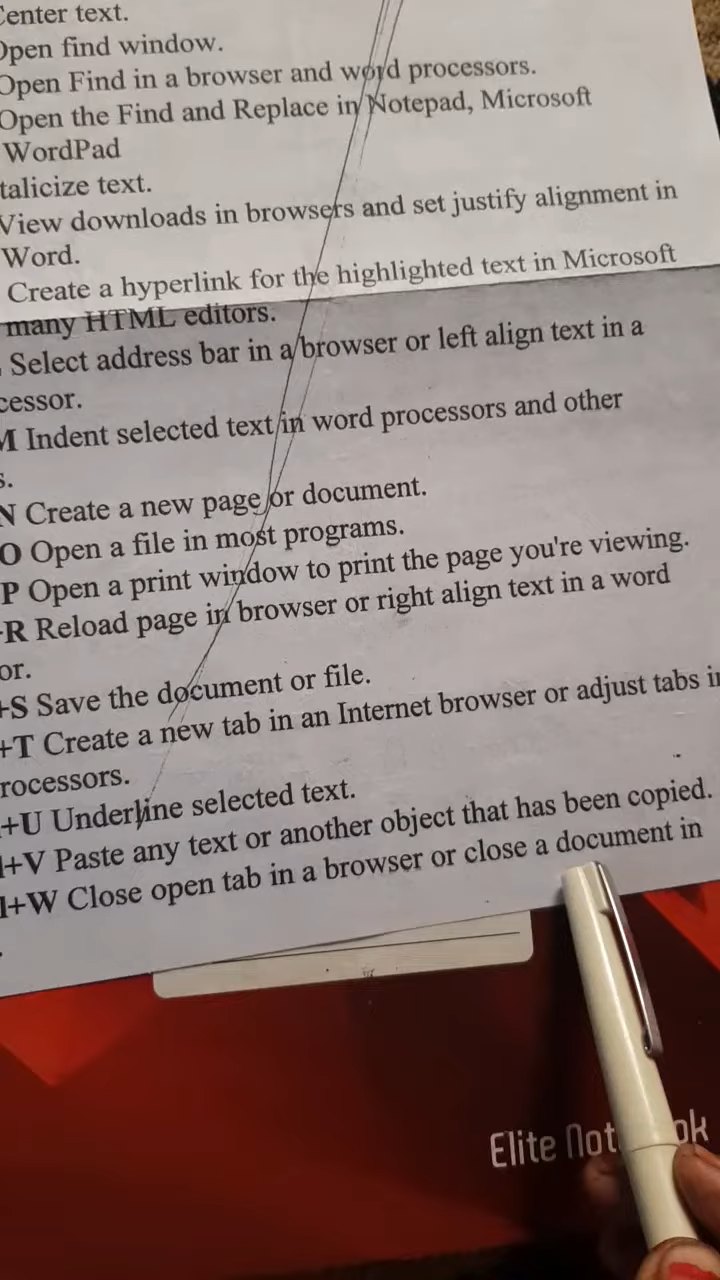 Center text.
Open find window.
Open Find in a browser and word processors.
Open the Find and Replace in Notepad, Microsoft
WordPad
talicize text.
View downloads in browsers and set justify alignment in
Word.
Create a hyperlink for the highlighted text in Microsoft
many HTML editors.
Select address bar in a browser or left align text in a
cessor.
M Indent selected text in word processors and other
s.
N Create a new page or document.
O Open a file in most programs.
P Open a print window to print the page you're viewing.
+R Reload page in browser or right align text in a word
or.
+S Save the document or file.
+T Create a new tab in an Internet browser or adjust tabs in
rocessors.
+U Underline selected text.
l+V Paste any text or another object that has been copied.
l+W Close open tab in a browser or close a document in
.
Elite Not ok